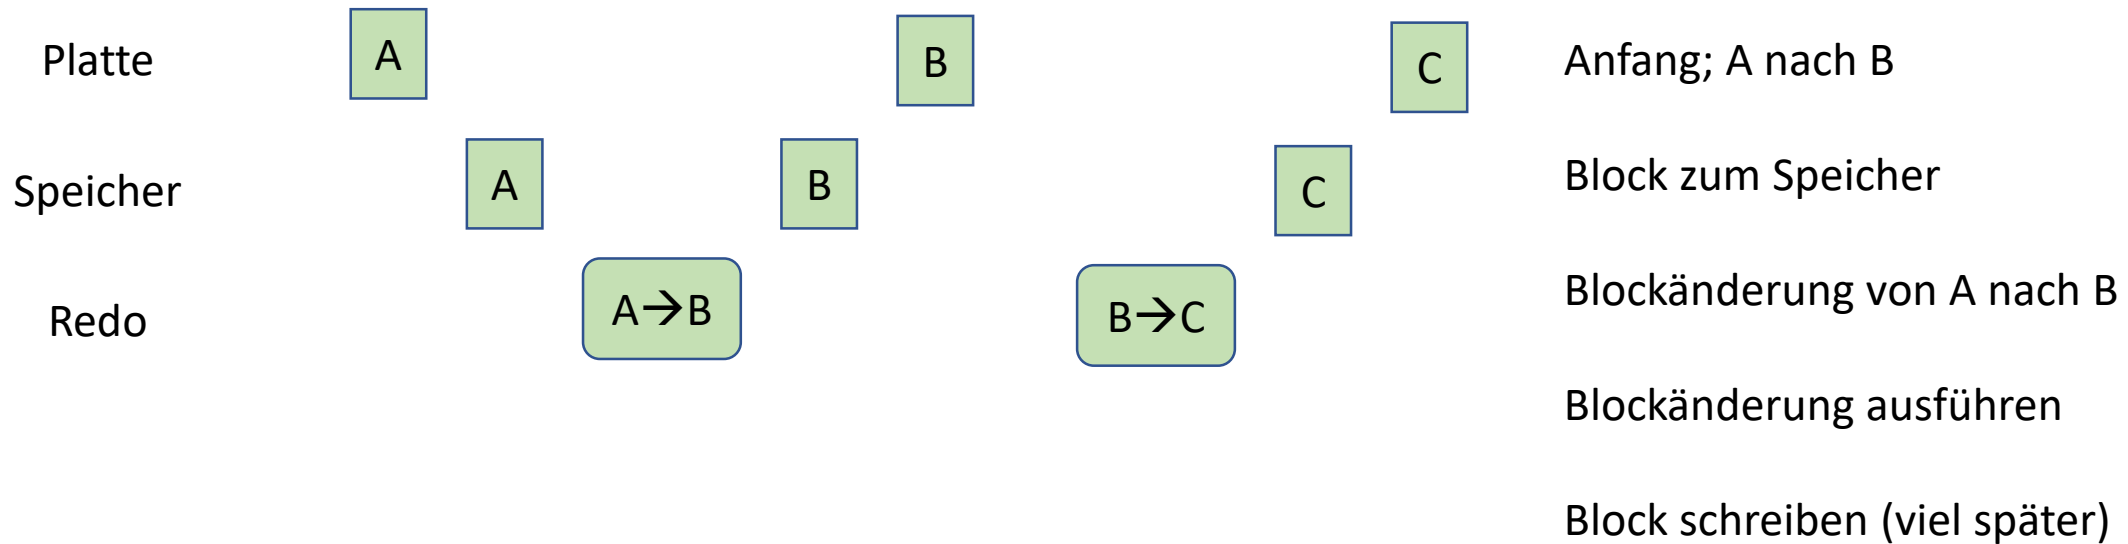 Platte
A
B
C
Anfang; A nach B
Speicher
A
B
C
Block zum Speicher
Redo
A→B
B→C
Blockänderung von A nach B
Blockänderung ausführen
Block schreiben (viel später)